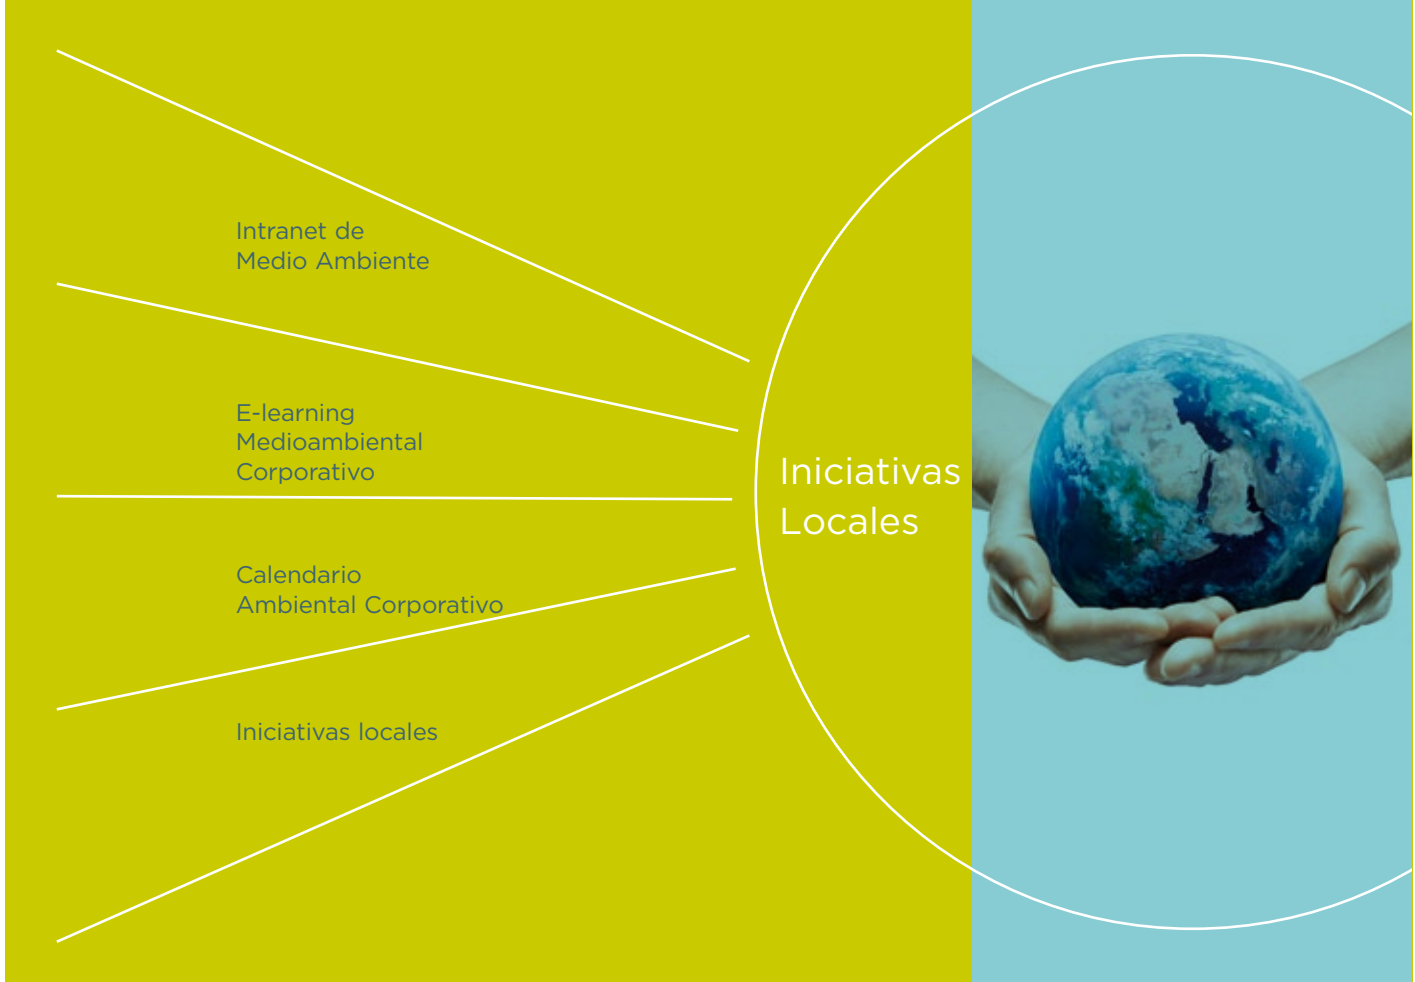 Intranet de
Medio Ambiente
E-learning
Medioambiental
Corporativo
Calendario
Ambiental Corporativo
Iniciativas locales
Iniciativas
Locales